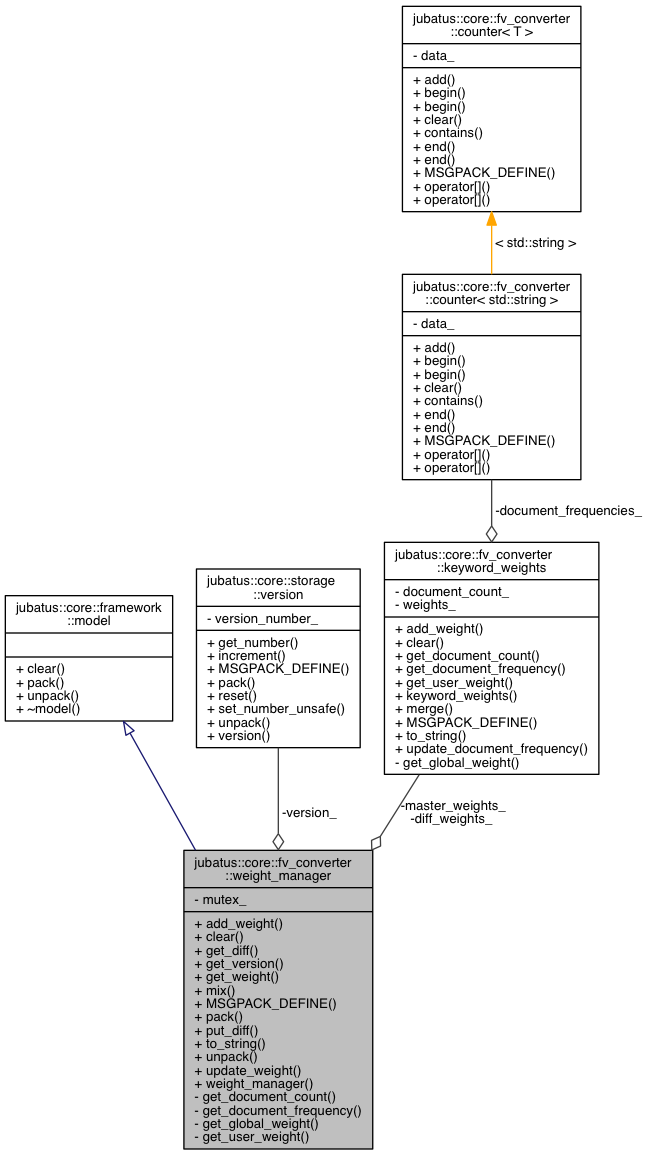 jubatus::core::fv_converter
::counter< T >
- data_
+ add()
+ begin()
+ begin()
+ clear()
+ contains()
+ end()
+ end()
+ MSGPACK_DEFINE()
+ operator[]()
+ operator[]()
< std::string >
jubatus::core::fv_converter
::counter< std::string >
- data_
+ add()
+ begin()
+ begin()
+ clear()
+ contains()
+ end()
+ end()
+ MSGPACK_DEFINE()
+ operator[]()
+ operator[]()
-document_frequencies_
jubatus::core::framework
::model
+ clear()
+ pack()
+ unpack()
+ ~model()
jubatus::core::storage
::version
- version_number_
+ get_number()
+ increment()
+ MSGPACK_DEFINE()
+ pack()
+ reset()
+ set_number_unsafe()
+ unpack()
+ version()
jubatus::core::fv_converter
::keyword_weights
- document_count_
- weights_
+ add_weight()
+ clear()
+ get_document_count()
+ get_document_frequency()
+ get_user_weight()
+ keyword_weights()
+ merge()
+ MSGPACK_DEFINE()
+ to_string()
+ update_document_frequency()
- get_global_weight()
-version_
-master_weights_
-diff_weights_
jubatus::core::fv_converter
::weight_manager
- mutex_
+ add_weight()
+ clear()
+ get_diff()
+ get_version()
+ get_weight()
+ mix()
+ MSGPACK_DEFINE()
+ pack()
+ put_diff()
+ to_string()
+ unpack()
+ update_weight()
+ weight_manager()
- get_document_count()
- get_document_frequency()
- get_global_weight()
- get_user_weight()